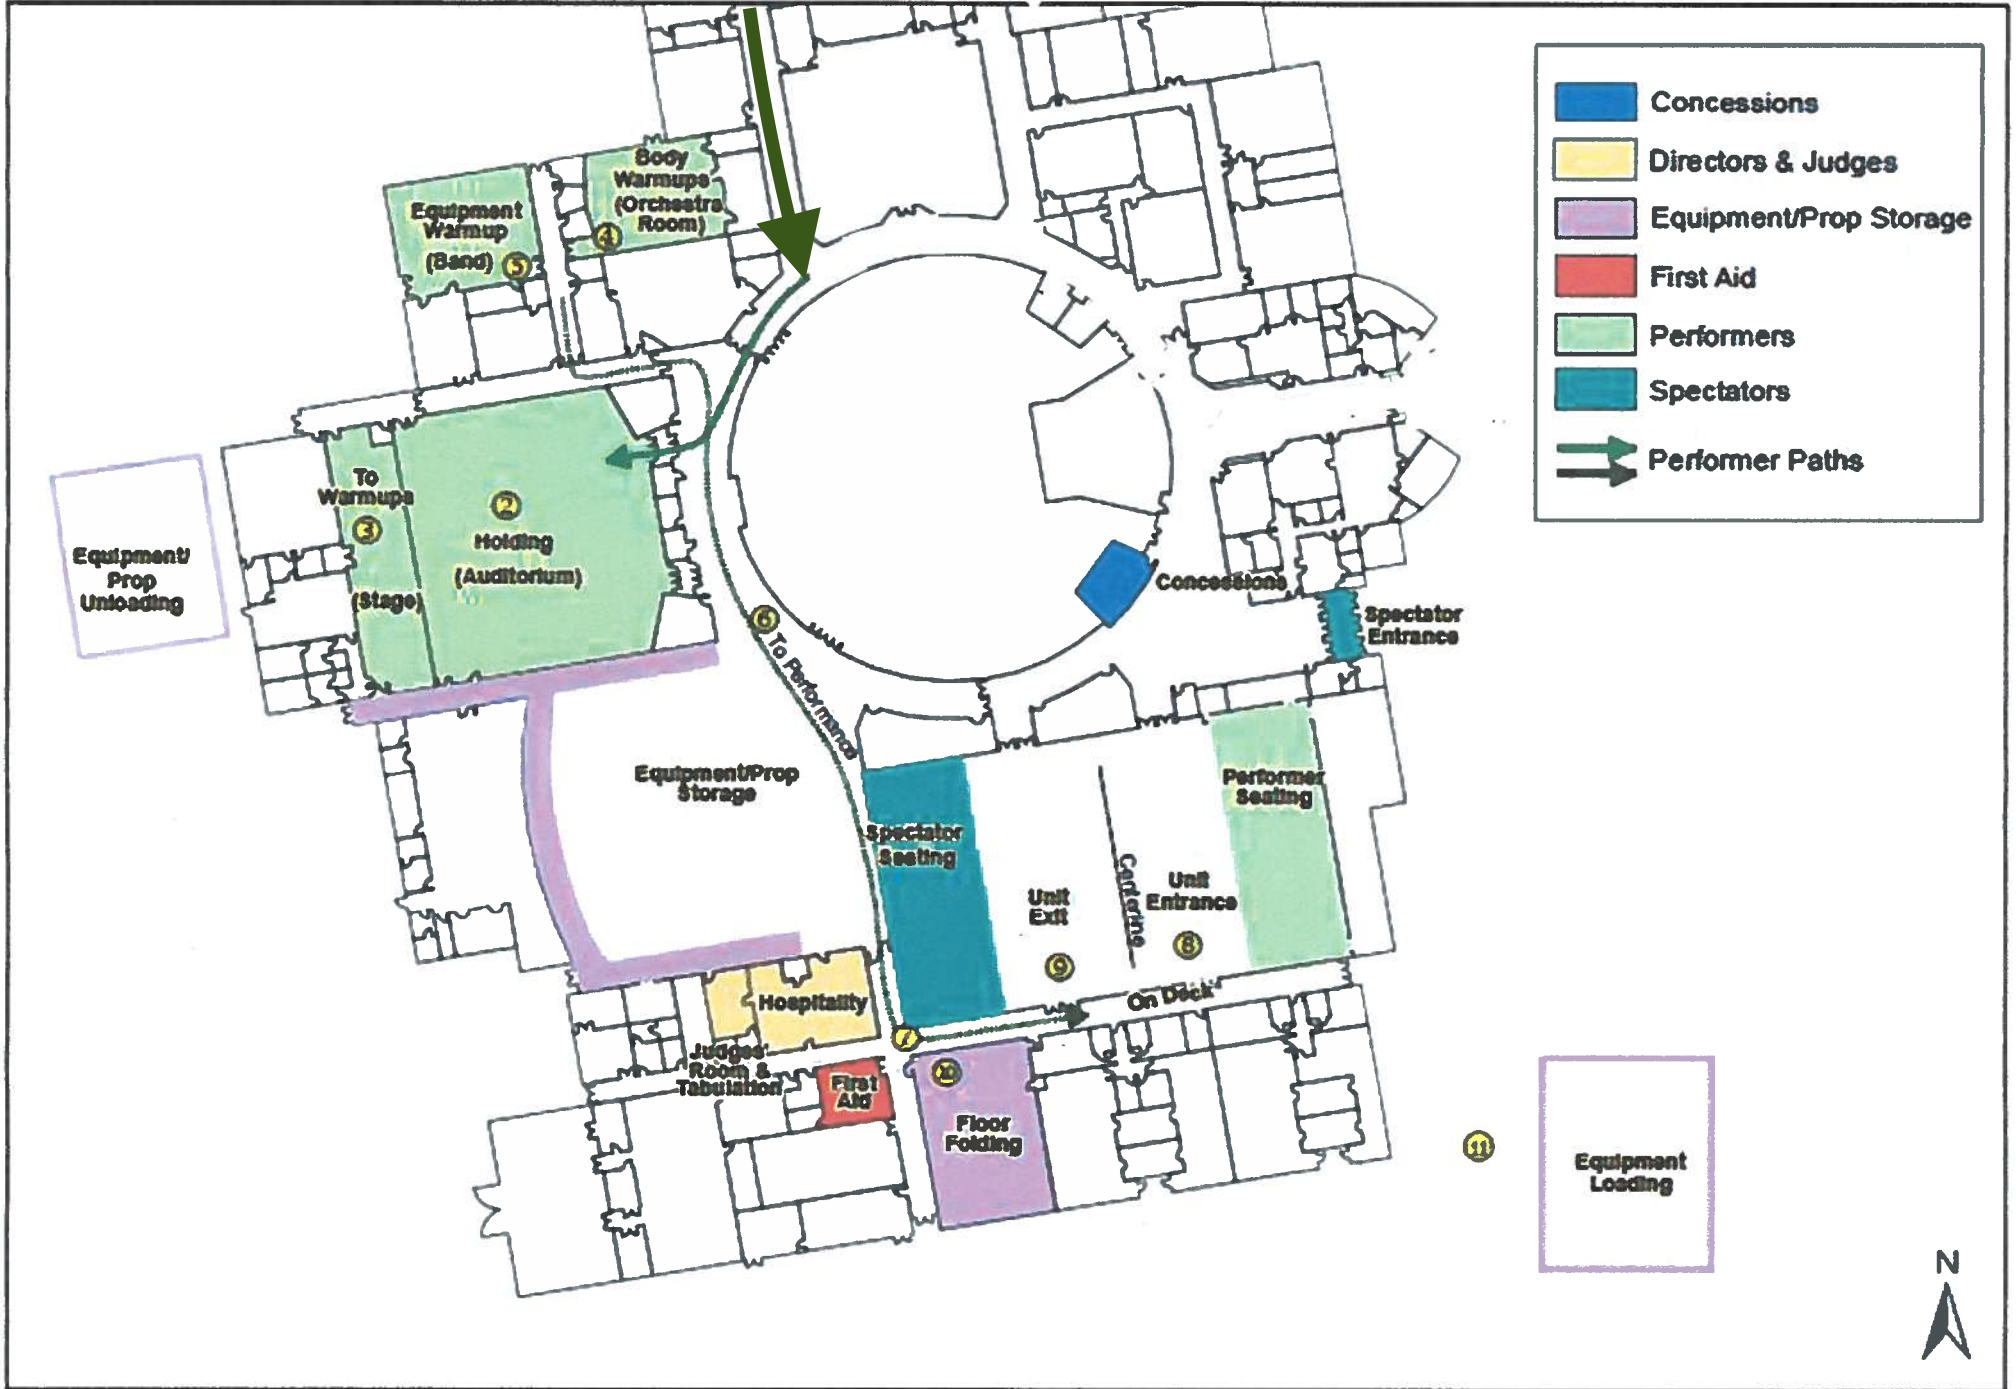 Body
Warmups
(Orchestra
Room)
4
Equipment
Warmup
(Band)
5
To
Warmups
3
(Stage)
2
Holding
(Auditorium)
Equipment/
Prop
Unloading
6
To Performance
Concessions
Spectator
Entrance
Equipment/Prop
Storage
Spectator
Seating
Performer
Seating
Centerline
Unit
Exit
9
Unit
Entrance
8
On Deck
7
Hospitality
Judges'
Room &
Tabulation
First
Aid
10
Floor
Folding
11
Equipment
Loading
Concessions
Directors & Judges
Equipment/Prop Storage
First Aid
Performers
Spectators
Performer Paths
N